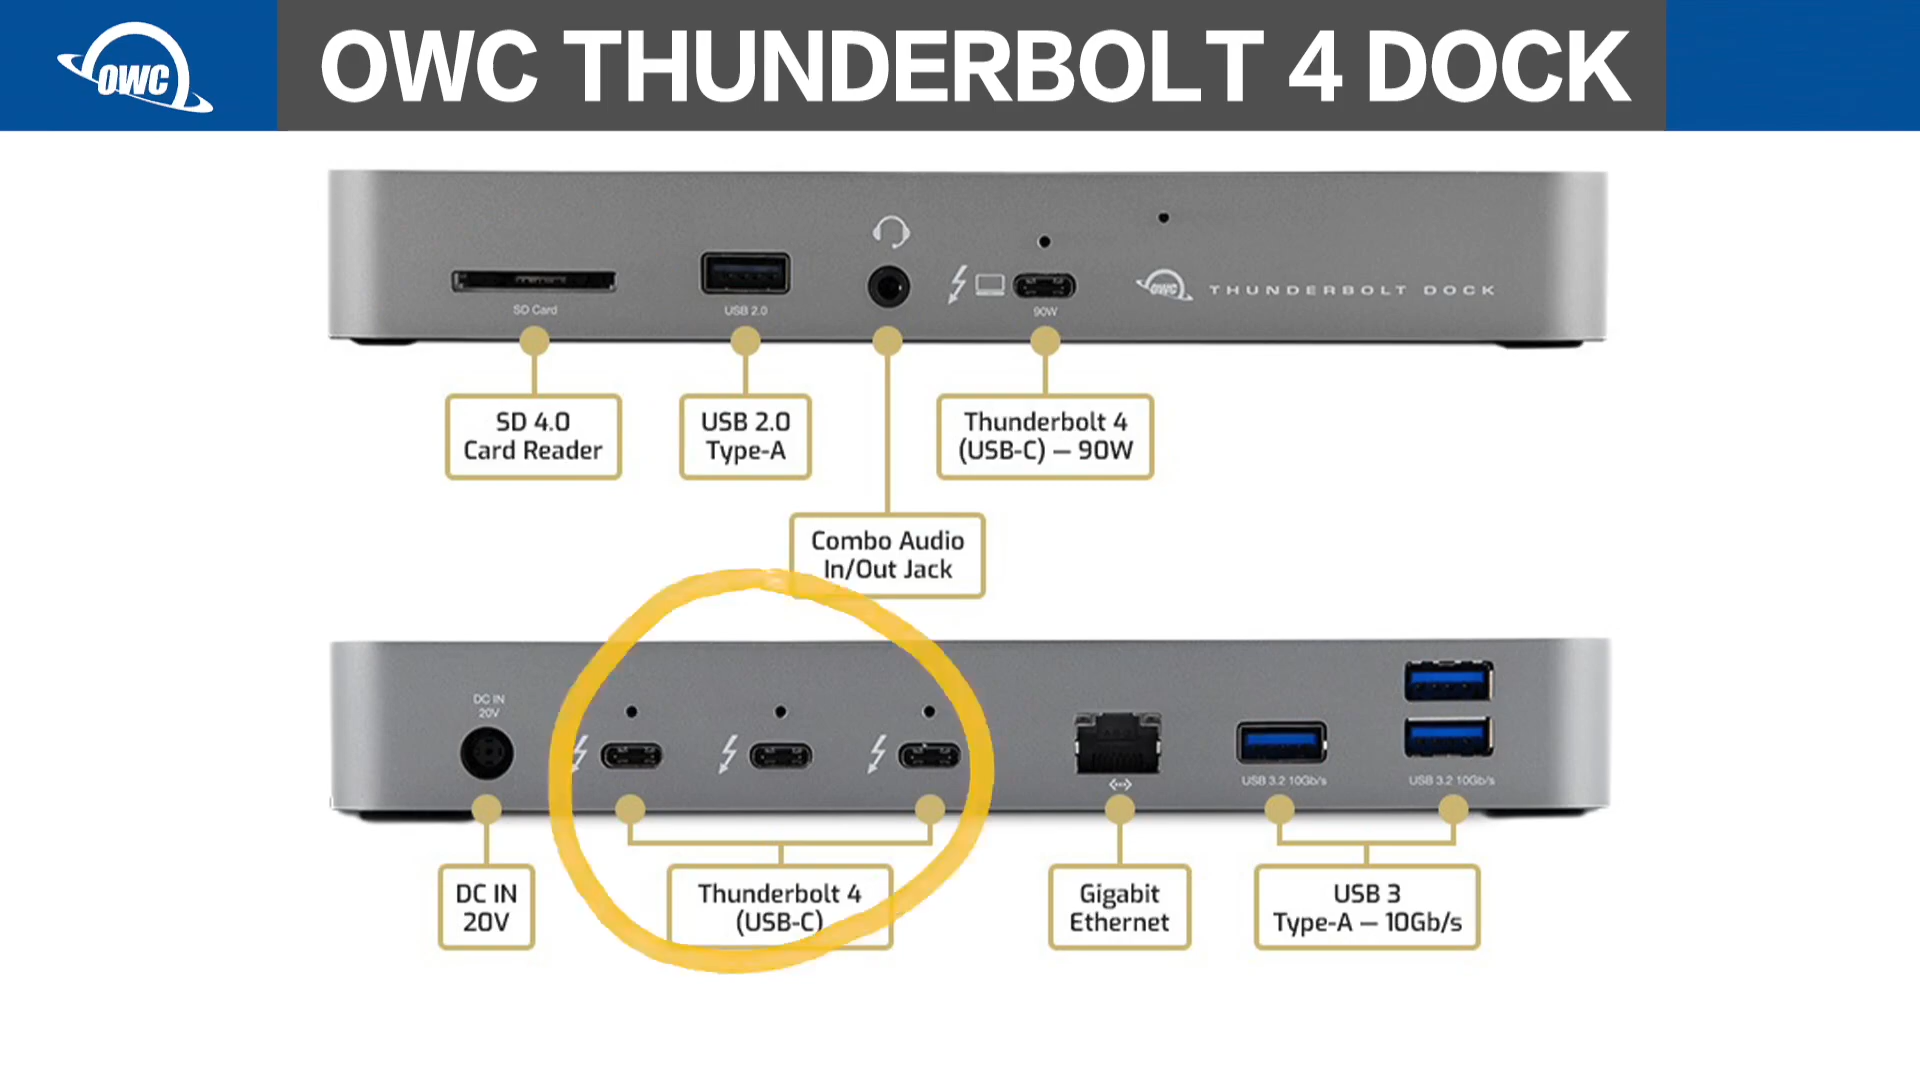 OWC
OWC THUNDERBOLT 4 DOCK
SD Card
USB 2.0
90W
OWC THUNDERBOLT DOCK
SD 4.0
Card Reader
USB 2.0
Type-A
Thunderbolt 4
(USB-C) — 90W
Combo Audio
In/Out Jack
DC IN
20V
USB 3.2 10Gb/s
USB 3.2 10Gb/s
DC IN
20V
Thunderbolt 4
(USB-C)
Gigabit
Ethernet
USB 3
Type-A — 10Gb/s